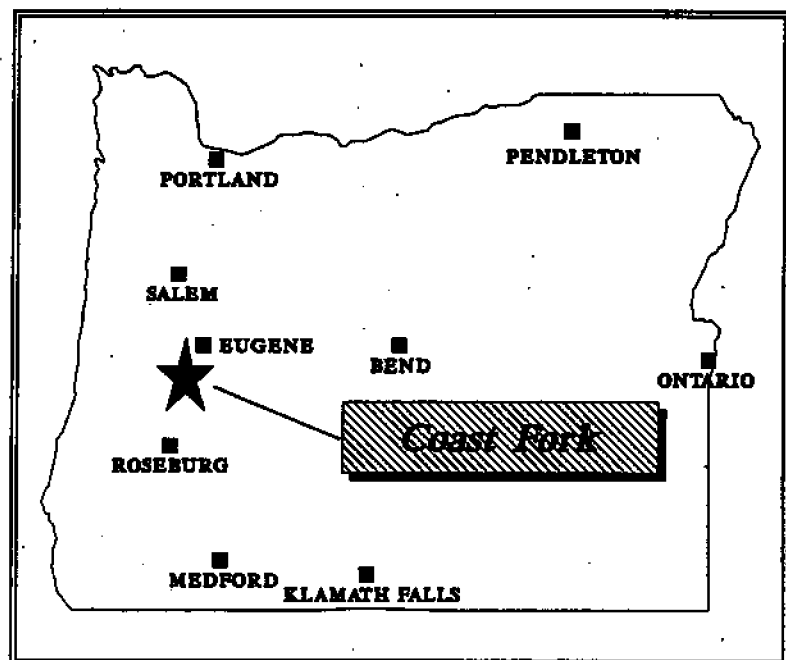 PENDLETON
PORTLAND
SALEM
EUGENE
BEND
ONTARIO
Coast Fork
ROSEBURG
MEDFORD
KLAMATH FALLS